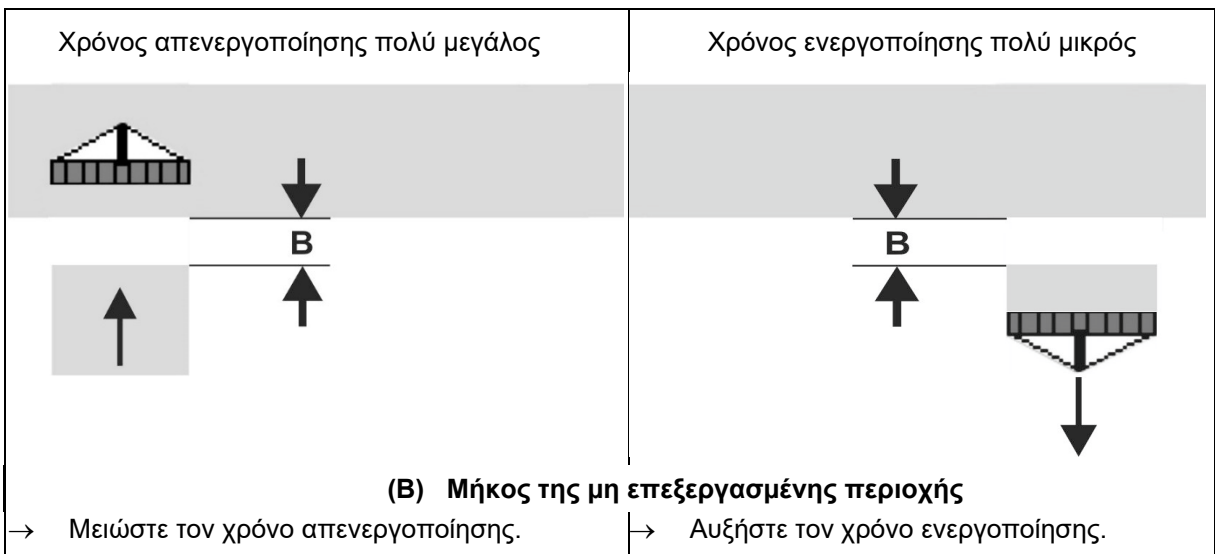 Χρόνος απενεργοποίησης πολύ μεγάλος
B
Χρόνος ενεργοποίησης πολύ μικρός
B
(B) Μήκος της μη επεξεργασμένης περιοχής
→ Μειώστε τον χρόνο απενεργοποίησης.
→ Αυξήστε τον χρόνο ενεργοποίησης.